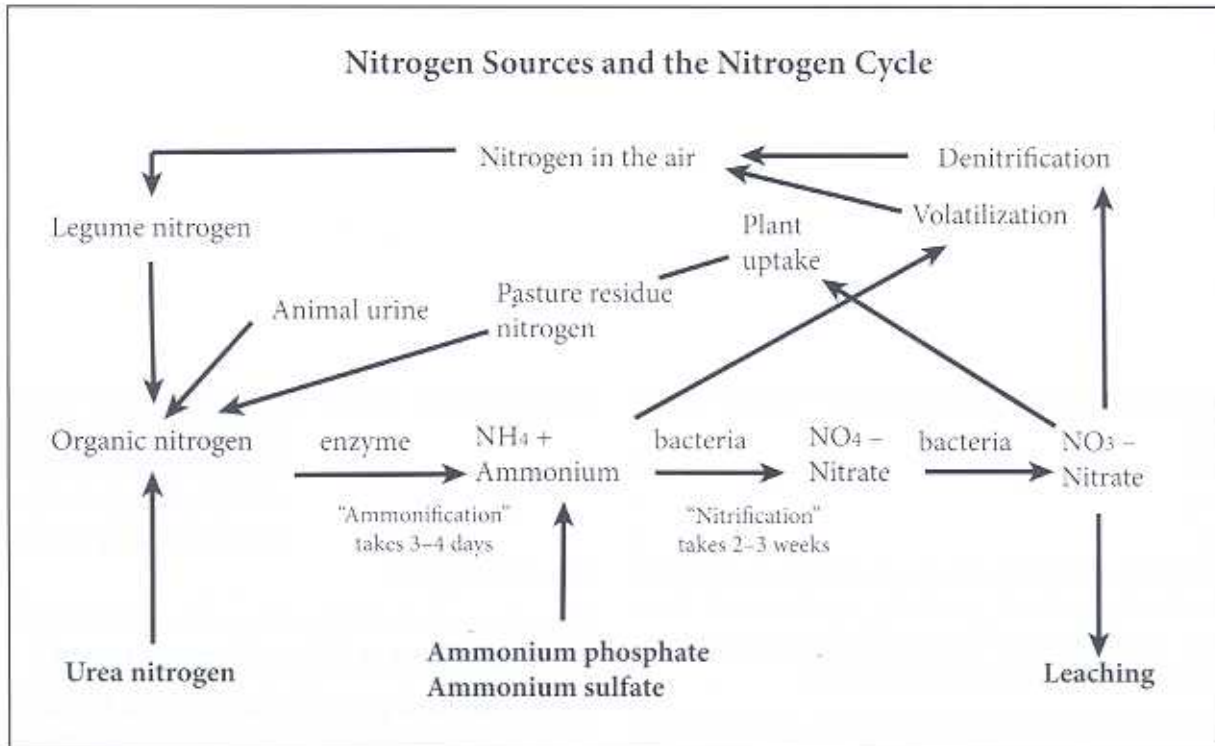 Nitrogen Sources and the Nitrogen Cycle
Nitrogen in the air
Denitrification
Legume nitrogen
Volatilization
Plant
uptake
Animal urine
Pasture residue
nitrogen
Organic nitrogen
enzyme
NH4 +
Ammonium
bacteria
NO4 –
Nitrate
bacteria
NO3 –
Nitrate
"Ammonification"
takes 3–4 days
"Nitrification"
takes 2–3 weeks
Urea nitrogen
Ammonium phosphate
Ammonium sulfate
Leaching